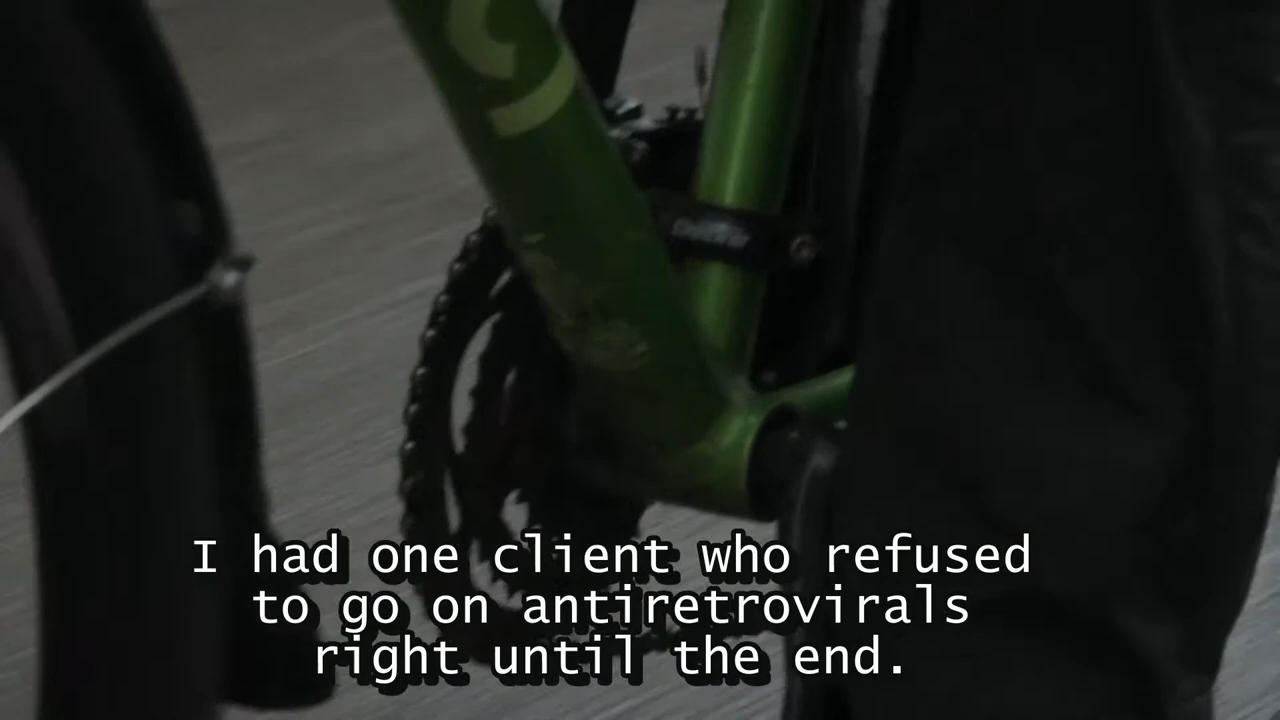 I had one client who refused
to go on antiretrovirals
right until the end.